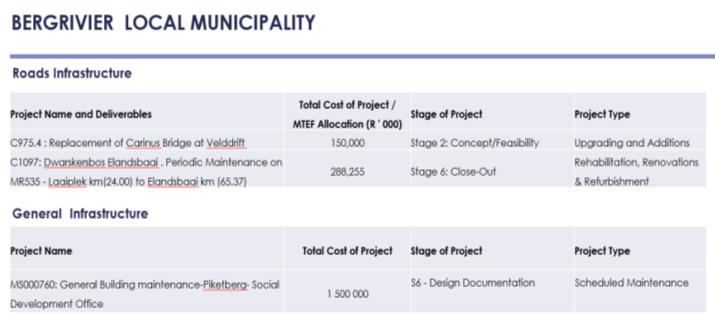 BERGRIVIER LOCAL MUNICIPALITY
Roads Infrastructure
Project Name and Deliverables
Total Cost of Project /
MTEF Allocation (R ' 000)
Stage of Project
Project Type
C975.4 : Replacement of Carinus Bridge at Velddrift
150,000
Stage 2: Concept/Feasibility
Upgrading and Additions
C1097: Dwarskersbos Elandsbaai . Periodic Maintenance on
MR535 - Laaiplek km(24.00) to Elandsbaai km (65.37)
288,255
Stage 6: Close-Out
Rehabilitation, Renovations
& Refurbishment
General Infrastructure
Project Name
Total Cost of Project
Stage of Project
Project Type
MS000760: General Building maintenance-Piketberg- Social
Development Office
1 500 000
S6 - Design Documentation
Scheduled Maintenance